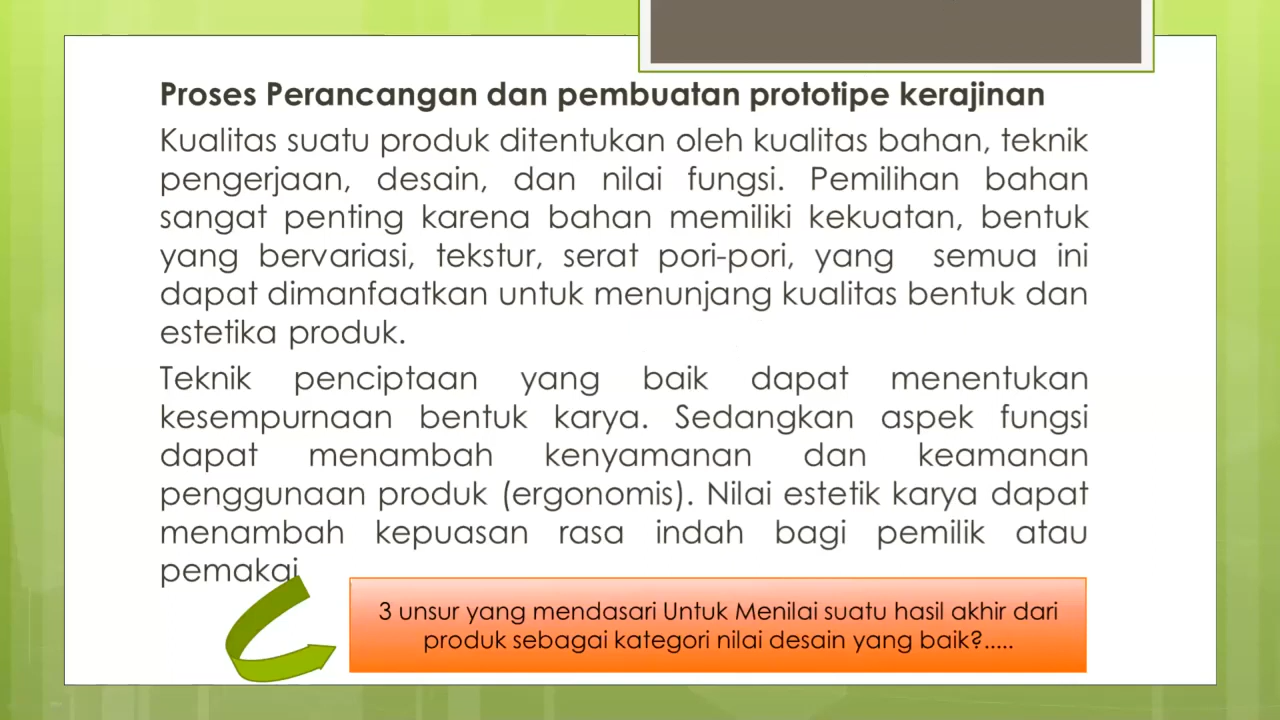 Proses Perancangan dan pembuatan prototipe kerajinan
Kualitas suatu produk ditentukan oleh kualitas bahan, teknik
pengerjaan, desain, dan nilai fungsi. Pemilihan bahan
sangat penting karena bahan memiliki kekuatan, bentuk
yang bervariasi, tekstur, serat pori-pori, yang semua ini
dapat dimanfaatkan untuk menunjang kualitas bentuk dan
estetika produk.
Teknik penciptaan yang baik dapat menentukan
kesempurnaan bentuk karya. Sedangkan aspek fungsi
dapat menambah kenyamanan dan keamanan
penggunaan produk (ergonomis). Nilai estetik karya dapat
menambah kepuasan rasa indah bagi pemilik atau
pemakai
3 unsur yang mendasari Untuk Menilai suatu hasil akhir dari
produk sebagai kategori nilai desain yang baik?.....